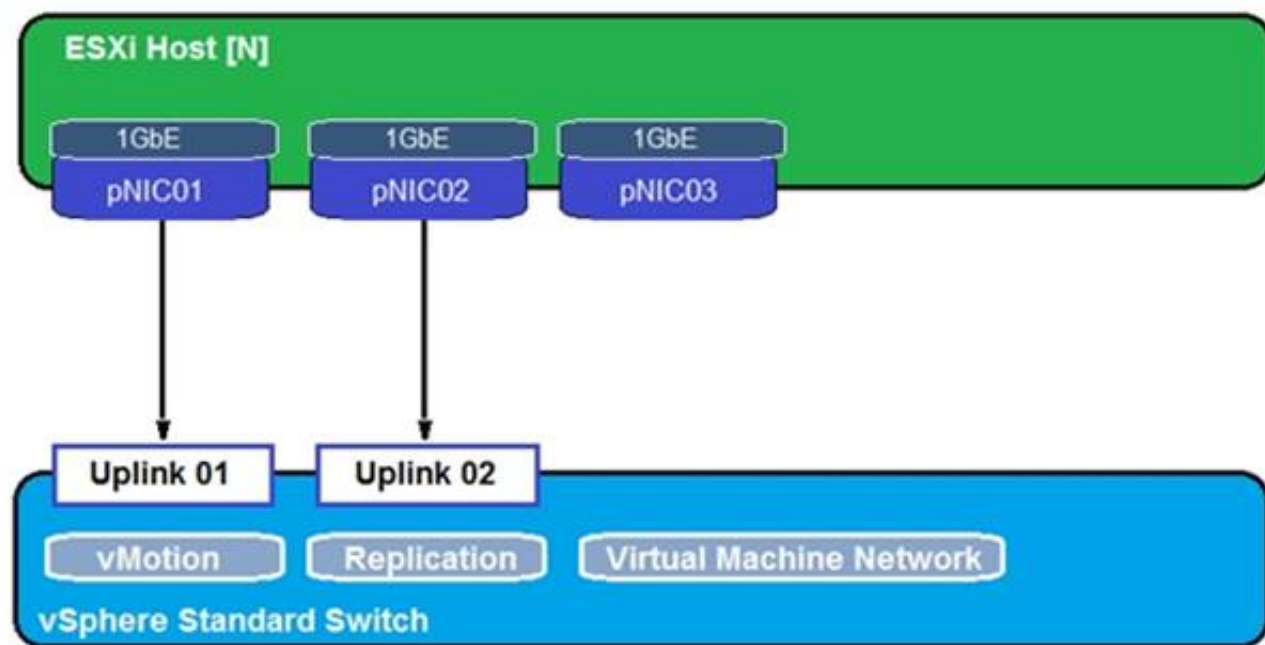 ESXi Host [N]
1GbE
1GbE
1GbE
pNIC01
pNIC02
pNIC03
Uplink 01
Uplink 02
vMotion
Replication
Virtual Machine Network
vSphere Standard Switch